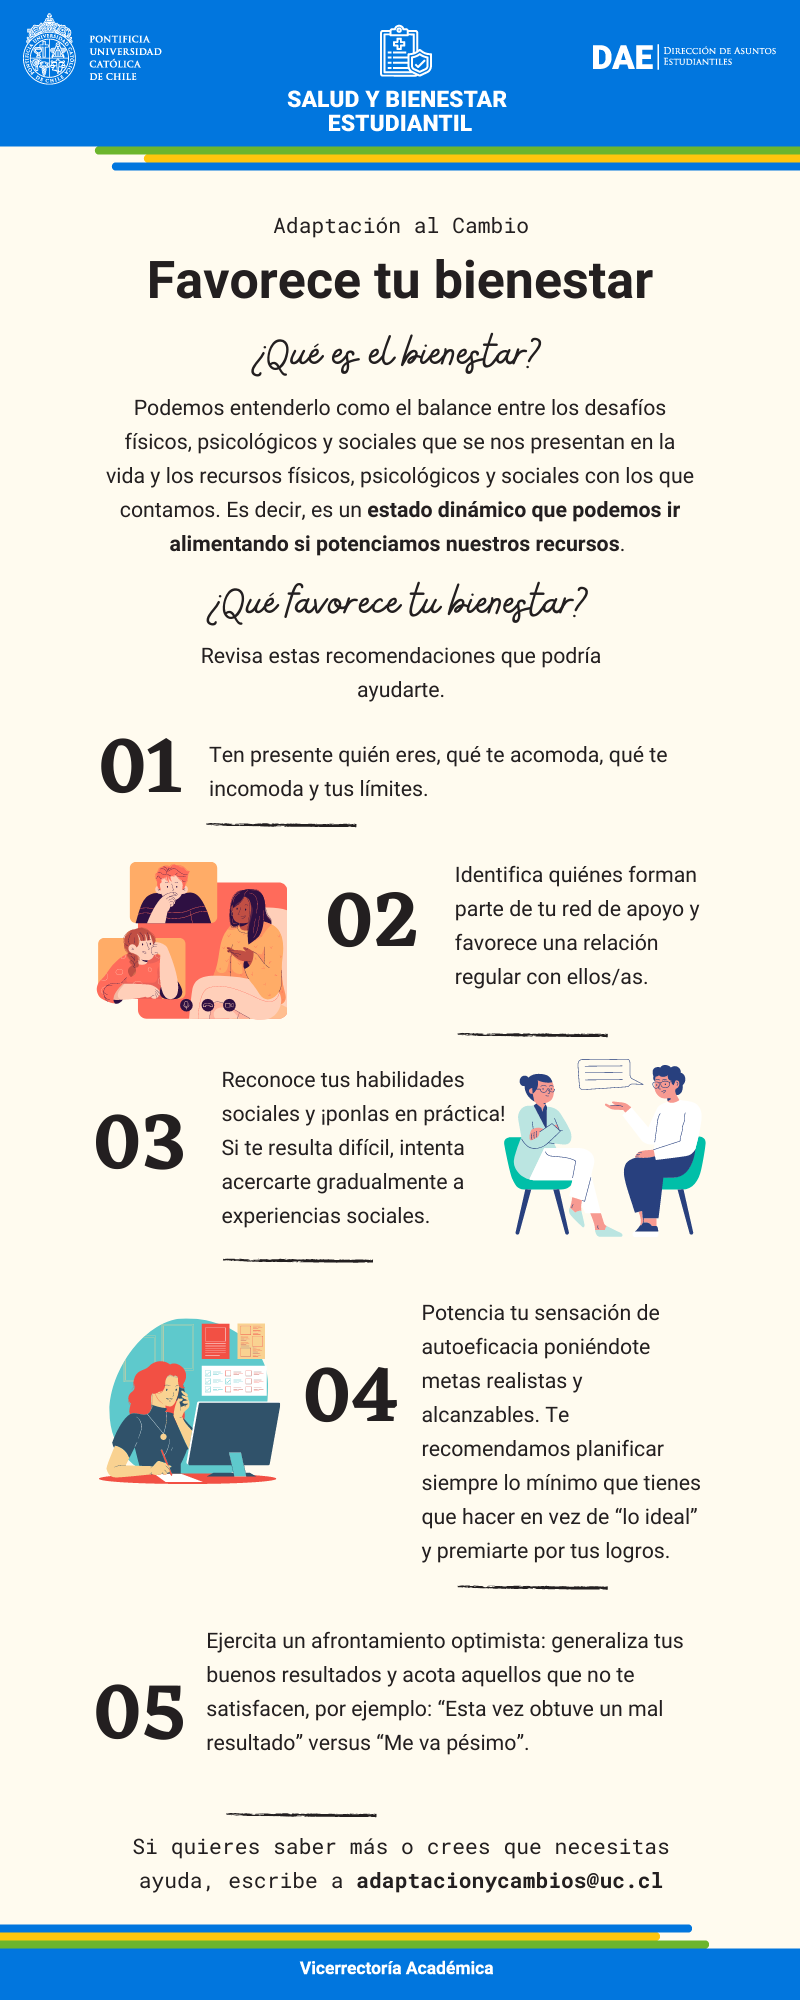 PONTIFICIA
UNIVERSIDAD
CATÓLICA
DE CHILE
SALUD Y BIENESTAR
ESTUDIANTIL
DAE
DIRECCIÓN DE ASUNTOS
ESTUDIANTILES
Adaptación al Cambio
Favorece tu bienestar
¿Qué es el bienestar?
Podemos entenderlo como el balance entre los desafíos
físicos, psicológicos y sociales que se nos presentan en la
vida y los recursos físicos, psicológicos y sociales con los que
contamos. Es decir, es un estado dinámico que podemos ir
alimentando si potenciamos nuestros recursos.
¿Qué favorece tu bienestar?
Revisa estas recomendaciones que podría
ayudarte.
01
Ten presente quién eres, qué te acomoda, qué te
incomoda y tus límites.
02
Identifica quiénes forman
parte de tu red de apoyo y
favorece una relación
regular con ellos/as.
03
Reconoce tus habilidades
sociales y ¡ponlas en práctica!
Si te resulta difícil, intenta
acercarte gradualmente a
experiencias sociales.
04
Potencia tu sensación de
autoeficacia poniéndote
metas realistas y
alcanzables. Te
recomendamos planificar
siempre lo mínimo que tienes
que hacer en vez de “lo ideal”
y premiarte por tus logros.
05
Ejercita un afrontamiento optimista: generaliza tus
buenos resultados y acota aquellos que no te
satisfacen, por ejemplo: “Esta vez obtuve un mal
resultado” versus “Me va pésimo”.
Si quieres saber más o crees que necesitas
ayuda, escribe a adaptacionycambios@uc.cl
Vicerrectoría Académica